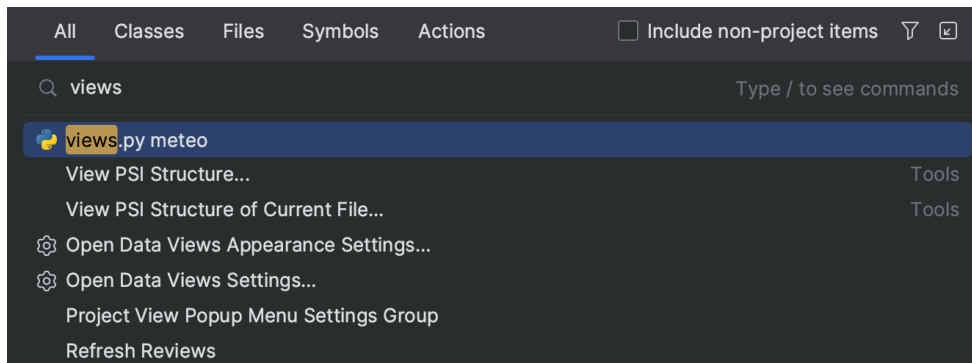 All Classes Files Symbols Actions Include non-project items
views Type / to see commands
views.py meteo
View PSI Structure... Tools
View PSI Structure of Current File... Tools
Open Data Views Appearance Settings...
Open Data Views Settings...
Project View Popup Menu Settings Group
Refresh Reviews